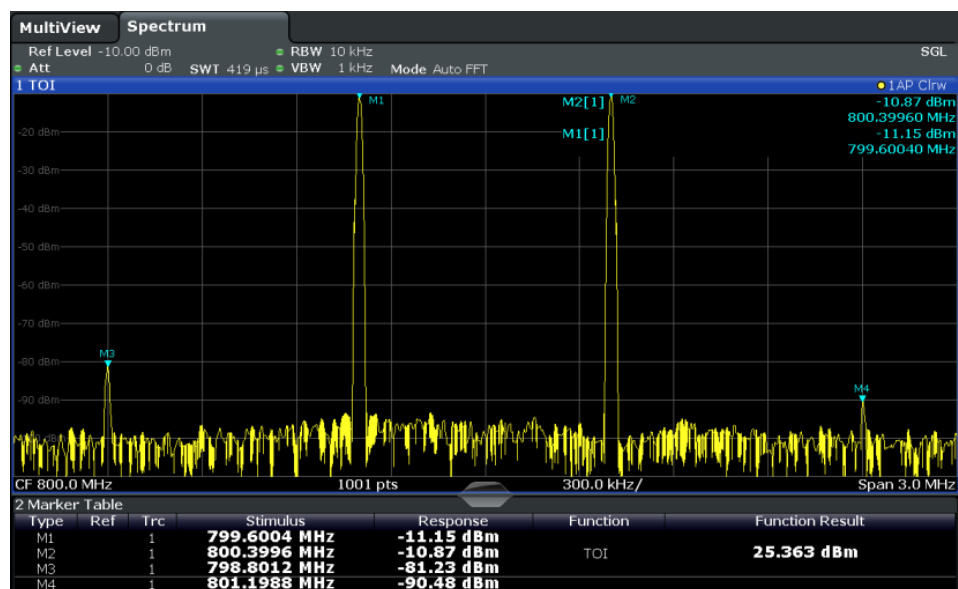 MultiView Spectrum
Ref Level -10.00 dBm RBW 10 kHz SGL
Att 0 dB SWT 419 µs VBW 1 kHz Mode Auto FFT
1 TOI 1AP Clrw
M1 M2[1] M2 -10.87 dBm
800.39960 MHz
-20 dBm M1[1] -11.15 dBm
799.60040 MHz
-30 dBm
-40 dBm
-50 dBm
-60 dBm
-70 dBm
M3
-80 dBm
M4
-90 dBm
CF 800.0 MHz 1001 pts 300.0 kHz/ Span 3.0 MHz
2 Marker Table
Type Ref Trc Stimulus Response Function Function Result
M1 1 799.6004 MHz -11.15 dBm
M2 1 800.3996 MHz -10.87 dBm TOI 25.363 dBm
M3 1 798.8012 MHz -81.23 dBm
M4 1 801.1988 MHz -90.48 dBm